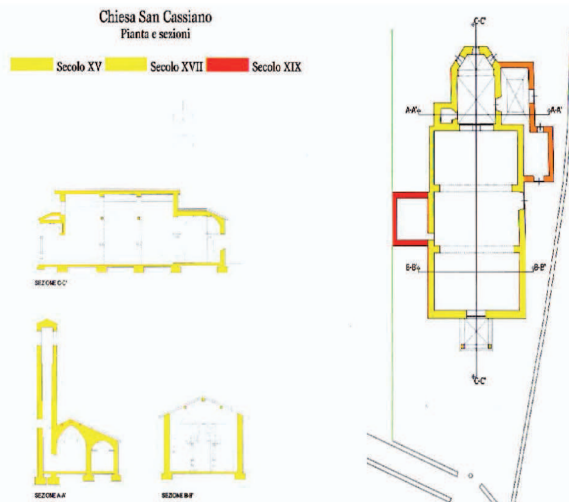 Chiesa San Cassiano
Pianta e sezioni
Secolo XV
Secolo XVII
Secolo XIX
C-C'
A-A'
A-A'
B-B'
B-B'
C-C'
SEZIONE C-C'
SEZIONE A-A'
SEZIONE B-B'